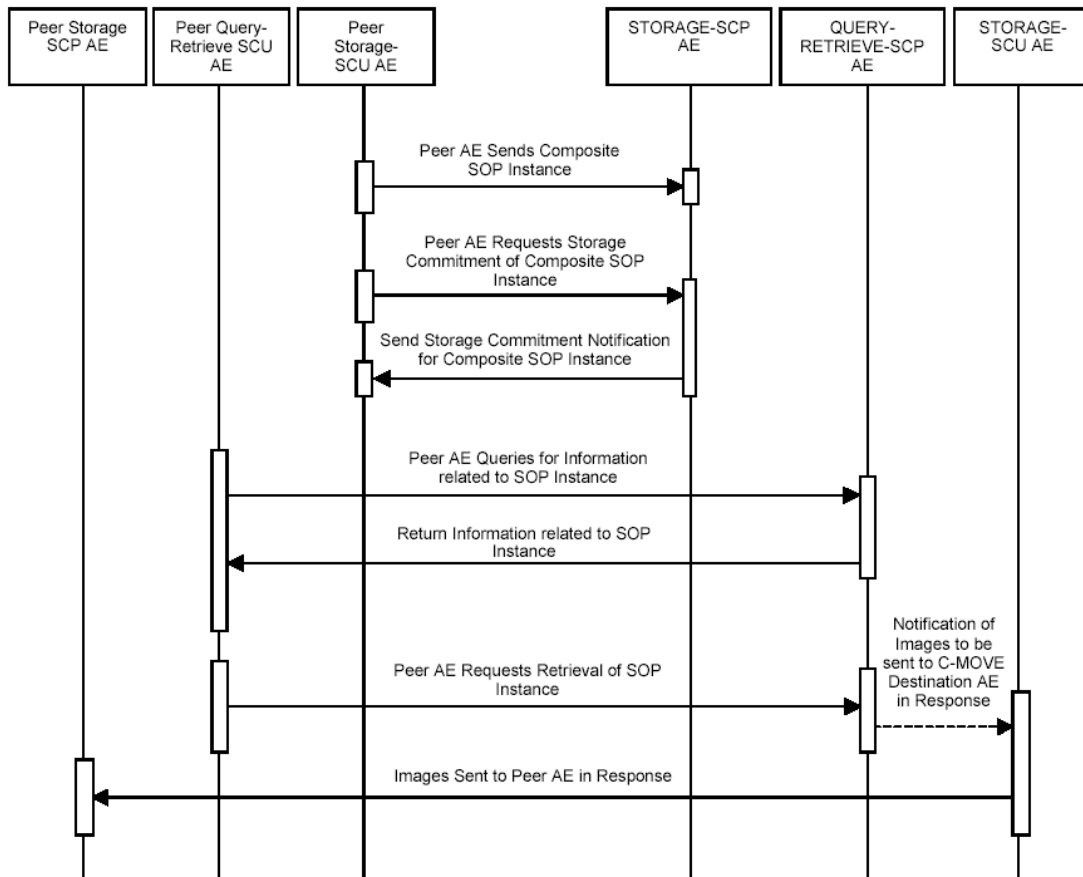 Peer Storage
SCP AE
Peer Query-
Retrieve SCU
AE
Peer
Storage-
SCU AE
STORAGE-SCP
AE
QUERY-
RETRIEVE-SCP
AE
STORAGE-
SCU AE
Peer AE Sends Composite
SOP Instance
Peer AE Requests Storage
Commitment of Composite SOP
Instance
Send Storage Commitment Notification
for Composite SOP Instance
Peer AE Queries for Information
related to SOP Instance
Return Information related to SOP
Instance
Notification of
Images to be
sent to C-MOVE
Destination AE
in Response
Peer AE Requests Retrieval of SOP
Instance
Images Sent to Peer AE in Response